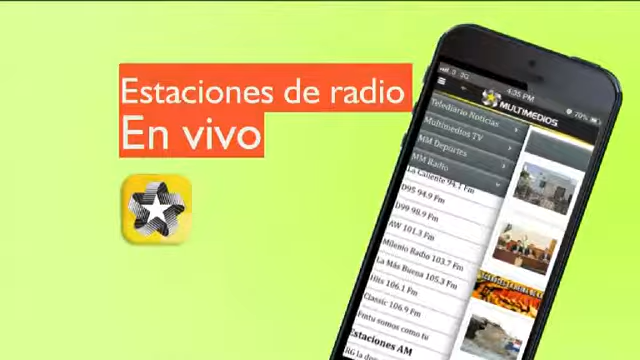 Estaciones de radio
En vivo
3G
4:35 PM
70%
MULTIMEDIOS
Telediario Noticias
Multimedios TV
MM Deportes
MM Radio
La Caliente 94.1 Fm
D95 94.9 Fm
D99 98.9 Fm
AW 101.3 Fm
Milenio Radio 103.7 Fm
La Más Buena 105.3 Fm
Hits 106.1 Fm
Classic 106.9 Fm
Fmtu somos como tu
Estaciones AM